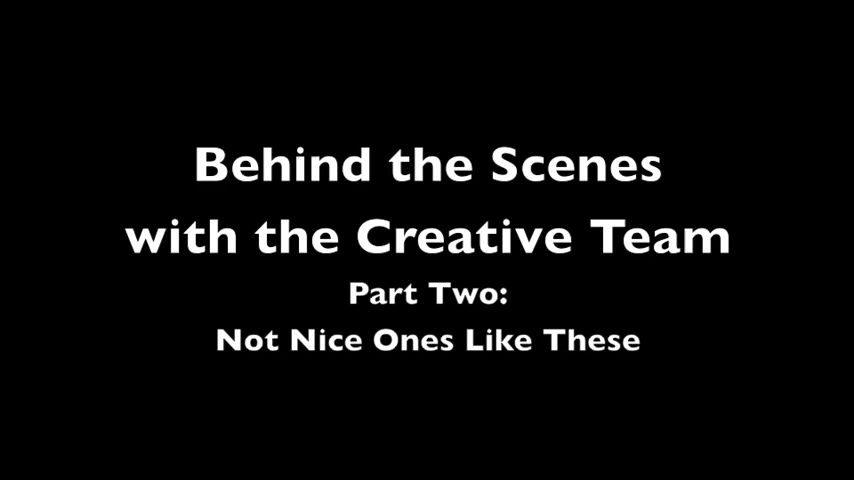 Behind the Scenes
with the Creative Team
Part Two:
Not Nice Ones Like These